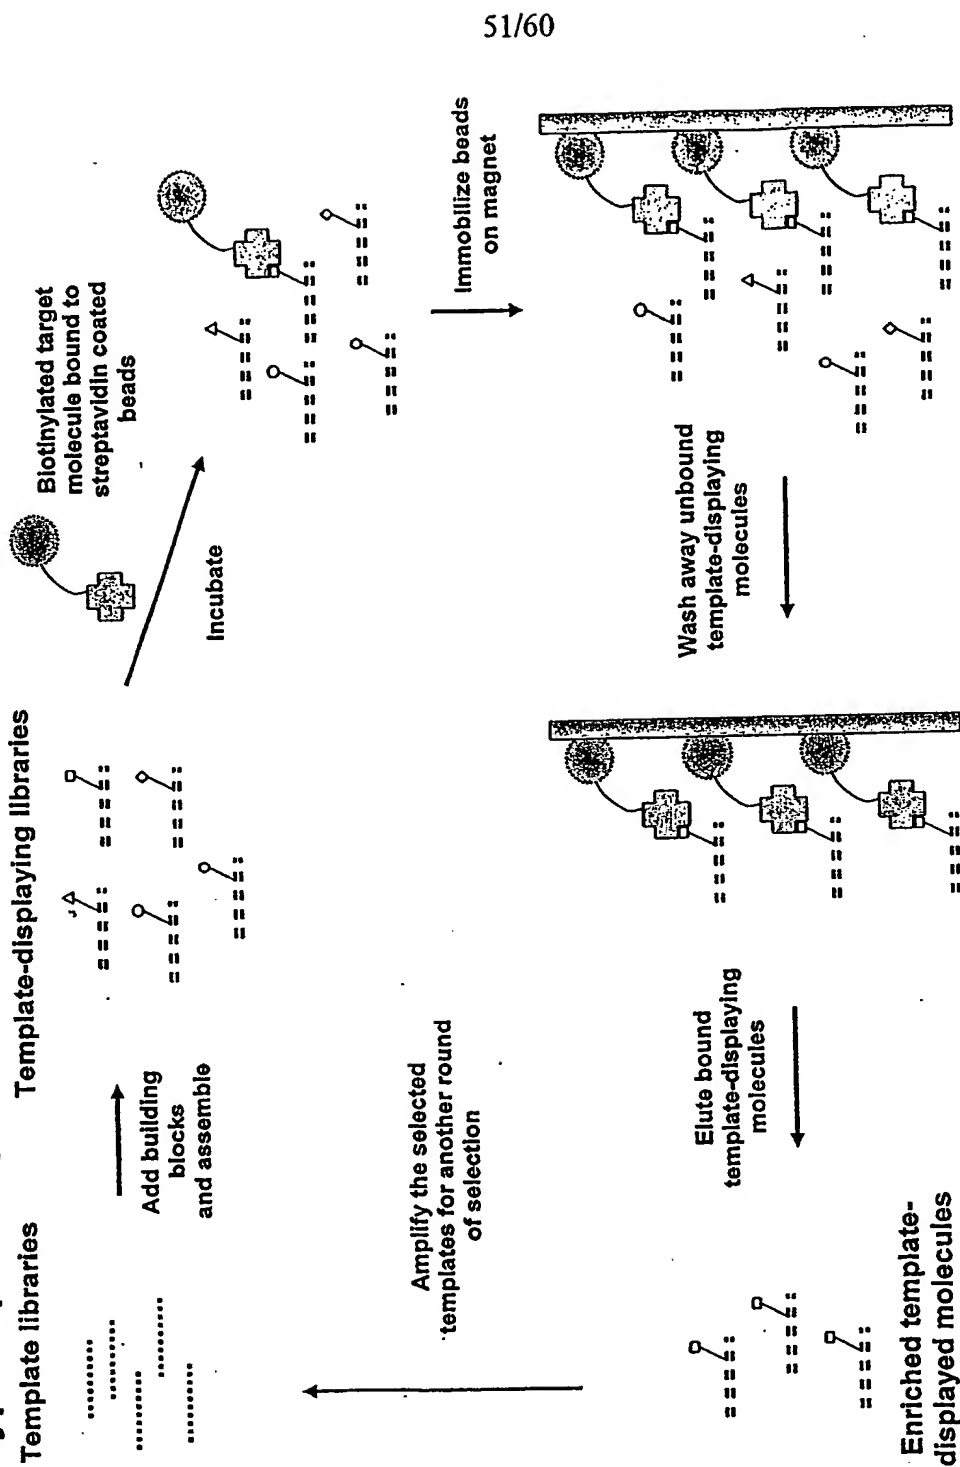 51/60
Template libraries
Add building
blocks
and assemble
Template-displaying libraries
Incubate
Biotinylated target
molecule bound to
streptavidin coated
beads
Immobilize beads
on magnet
Wash away unbound
template-displaying
molecules
Elute bound
template-displaying
molecules
Enriched template-
displayed molecules
Amplify the selected
templates for another round
of selection